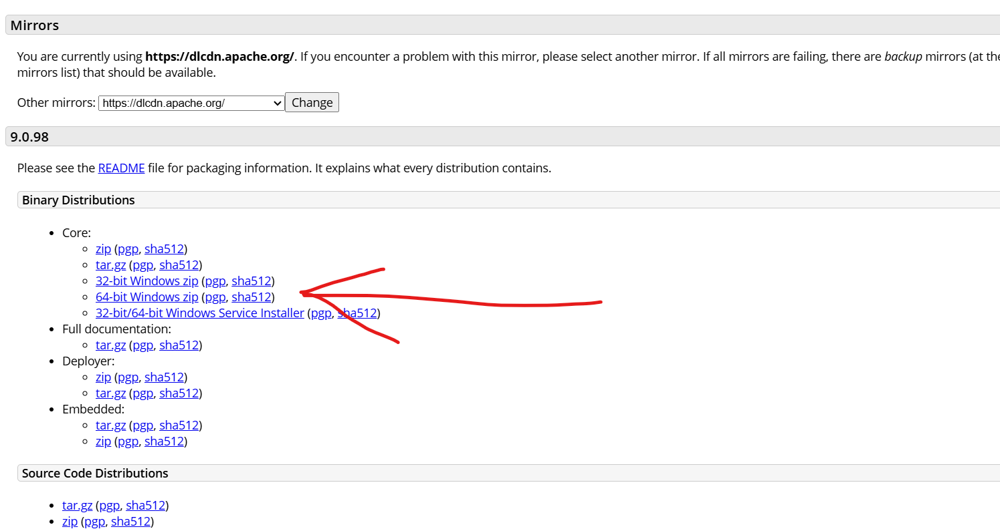 Mirrors
You are currently using https://dlcdn.apache.org/. If you encounter a problem with this mirror, please select another mirror. If all mirrors are failing, there are backup mirrors (at the
mirrors list) that should be available.
Other mirrors: https://dlcdn.apache.org/ Change
9.0.98
Please see the README file for packaging information. It explains what every distribution contains.
Binary Distributions
Core:
zip (pgp, sha512)
tar.gz (pgp, sha512)
32-bit Windows zip (pgp, sha512)
64-bit Windows zip (pgp, sha512)
32-bit/64-bit Windows Service Installer (pgp, sha512)
Full documentation:
tar.gz (pgp, sha512)
Deployer:
zip (pgp, sha512)
tar.gz (pgp, sha512)
Embedded:
tar.gz (pgp, sha512)
zip (pgp, sha512)
Source Code Distributions
tar.gz (pgp, sha512)
zip (pgp, sha512)